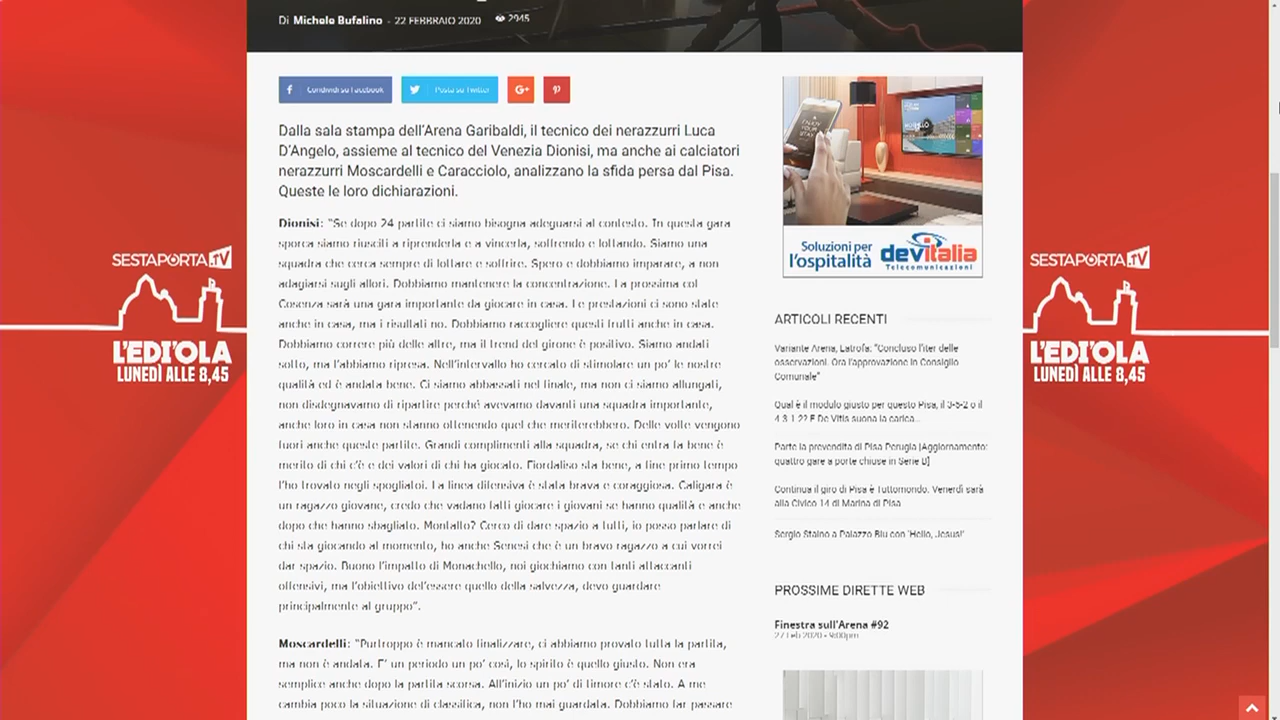 Di Michele Bufalino - 22 FEBBRAIO 2020 2945
Condividi su Facebook
Posta su Twitter
G+
Dalla sala stampa dell'Arena Garibaldi, il tecnico dei nerazzurri Luca
D'Angelo, assieme al tecnico del Venezia Dionisi, ma anche ai calciatori
nerazzurri Moscardelli e Caracciolo, analizzano la sfida persa dal Pisa.
Queste le loro dichiarazioni.
Dionisi: "Se dopo 24 partite ci siamo bisogna adeguarsi al contesto. In questa gara
sporca siamo riusciti a riprenderla e a vincerla, soffrendo e lottando. Siamo una
squadra che cerca sempre di lottare e soffrire. Spero e dobbiamo imparare, a non
adagiarsi sugli allori. Dobbiamo mantenere la concentrazione. La prossima col
Cosenza sarà una gara importante da giocare in casa. Le prestazioni ci sono state
anche in casa, ma i risultati no. Dobbiamo raccogliere questi frutti anche in casa.
Dobbiamo correre più delle altre, ma il trend del girone è positivo. Siamo andati
sotto, ma l'abbiamo ripresa. Nell'intervallo ho cercato di stimolare un po' le nostre
qualità ed è andata bene. Ci siamo abbassati nel finale, ma non ci siamo allungati,
non disdegnavamo di ripartire perché avevamo davanti una squadra importante,
anche loro in casa non stanno ottenendo quel che meriterebbero. Delle volte vengono
fuori anche queste partite. Grandi complimenti alla squadra, se chi entra fa bene è
merito di chi c'è e dei valori di chi ha giocato. Fiordaliso sta bene, a fine primo tempo
l'ho trovato negli spogliatoi. La linea difensiva è stata brava e coraggiosa. Caligara è
un ragazzo giovane, credo che vadano fatti giocare i giovani se hanno qualità e anche
dopo che hanno sbagliato. Montalto? Cerco di dare spazio a tutti, io posso parlare di
chi sta giocando al momento, ho anche Senesi che è un bravo ragazzo a cui vorrei
dar spazio. Buono l'impatto di Monachello, noi giochiamo con tanti attaccanti
offensivi, ma l'obiettivo del'essere quello della salvezza, devo guardare
principalmente al gruppo".
Moscardelli: "Purtroppo è mancato finalizzare, ci abbiamo provato tutta la partita,
ma non è andata. E' un periodo un po' così, lo spirito è quello giusto. Non era
semplice anche dopo la partita scorsa. All'inizio un po' di timore c'è stato. A me
cambia poco la situazione di classifica, non l'ho mai guardata. Dobbiamo far passare
ENJOY YOUR STAY
Soluzioni per
l'ospitalità
devitalia
Telecomunicazioni
ARTICOLI RECENTI
Variante Arena, Latrofa: "Concluso l'iter delle
osservazioni. Ora l'approvazione in Consiglio
Comunale"
Qual è il modulo giusto per questo Pisa, il 3-5-2 o il
4-3-1-2? E De Vitis suona la carica...
Parte la prevendita di Pisa Perugia [Aggiornamento:
quattro gare a porte chiuse in Serie B]
Continua il giro di Pisa è Tuttomondo. Venerdì sarà
alla Civico 14 di Marina di Pisa
Sergio Staino a Palazzo Blu con 'Hello, Jesus!'
PROSSIME DIRETTE WEB
Finestra sull'Arena #92
27 Feb 2020 - 9:00pm
SESTAPORTA.TV
L'EDI'OLA
LUNEDÌ ALLE 8,45
SESTAPORTA.TV
L'EDI'OLA
LUNEDÌ ALLE 8,45